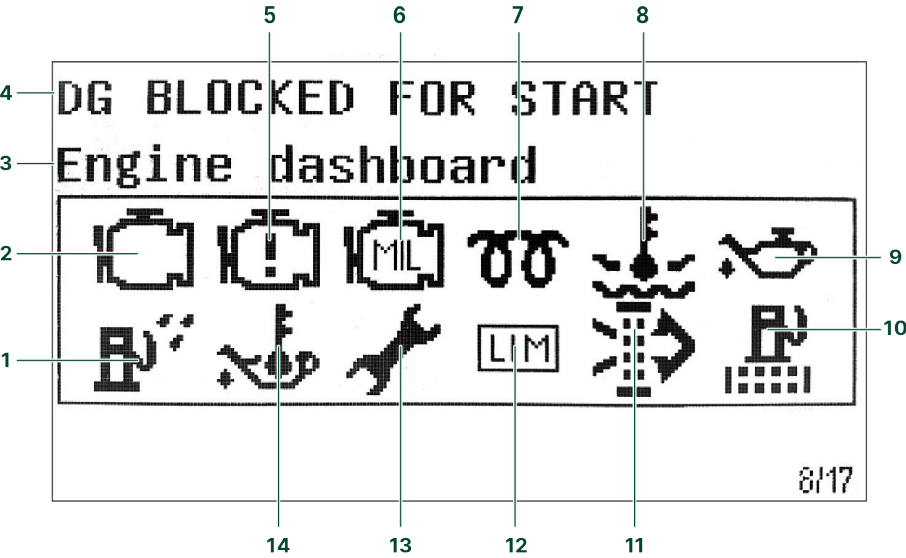 5 6 7 8
4 DG BLOCKED FOR START
3 Engine dashboard
2 MIL 9
1 LIM 10
8/17
14 13 12 11